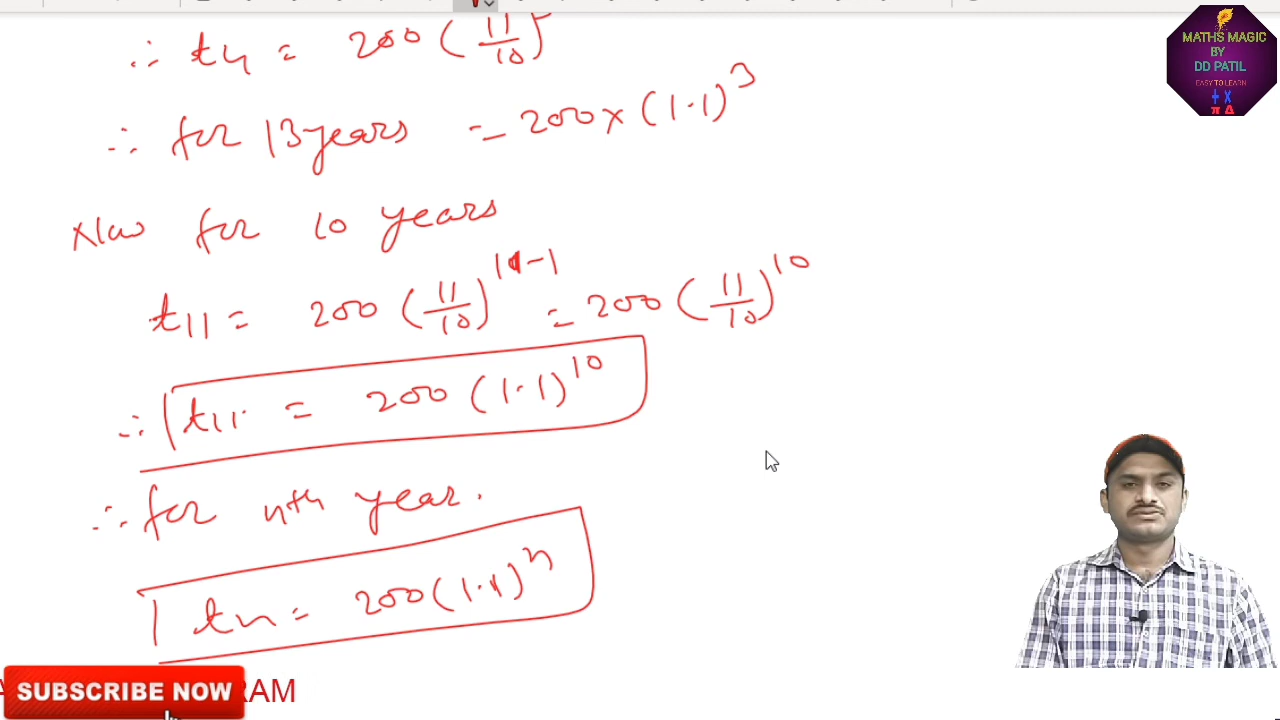 ∴ t4 = 200 (11/10)
∴ for 13 years = 200 x (1.1)^3
Now for 10 years
t11 = 200 (11/10)^11-1 = 200 (11/10)^10
∴ t11 = 200 (1.1)^10
∴ for nth year.
tn = 200 (1.1)^n
MATHS MAGIC
BY
DD PATIL
EASY TO LEARN
+ X
π Δ
SUBSCRIBE NOW
RAM